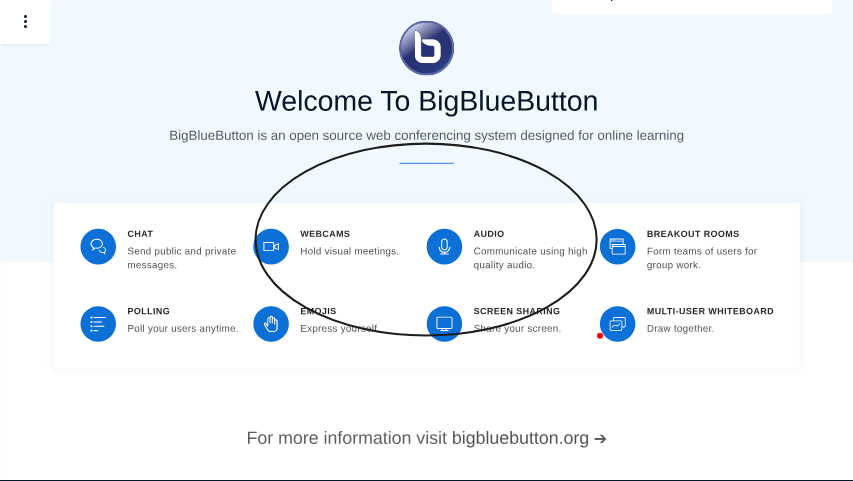 Welcome To BigBlueButton
BigBlueButton is an open source web conferencing system designed for online learning
CHAT
Send public and private
messages.
WEBCAMS
Hold visual meetings.
AUDIO
Communicate using high
quality audio.
BREAKOUT ROOMS
Form teams of users for
group work.
POLLING
Poll your users anytime.
EMOJIS
Express yourself.
SCREEN SHARING
Share your screen.
MULTI-USER WHITEBOARD
Draw together.
For more information visit bigbluebutton.org ➔